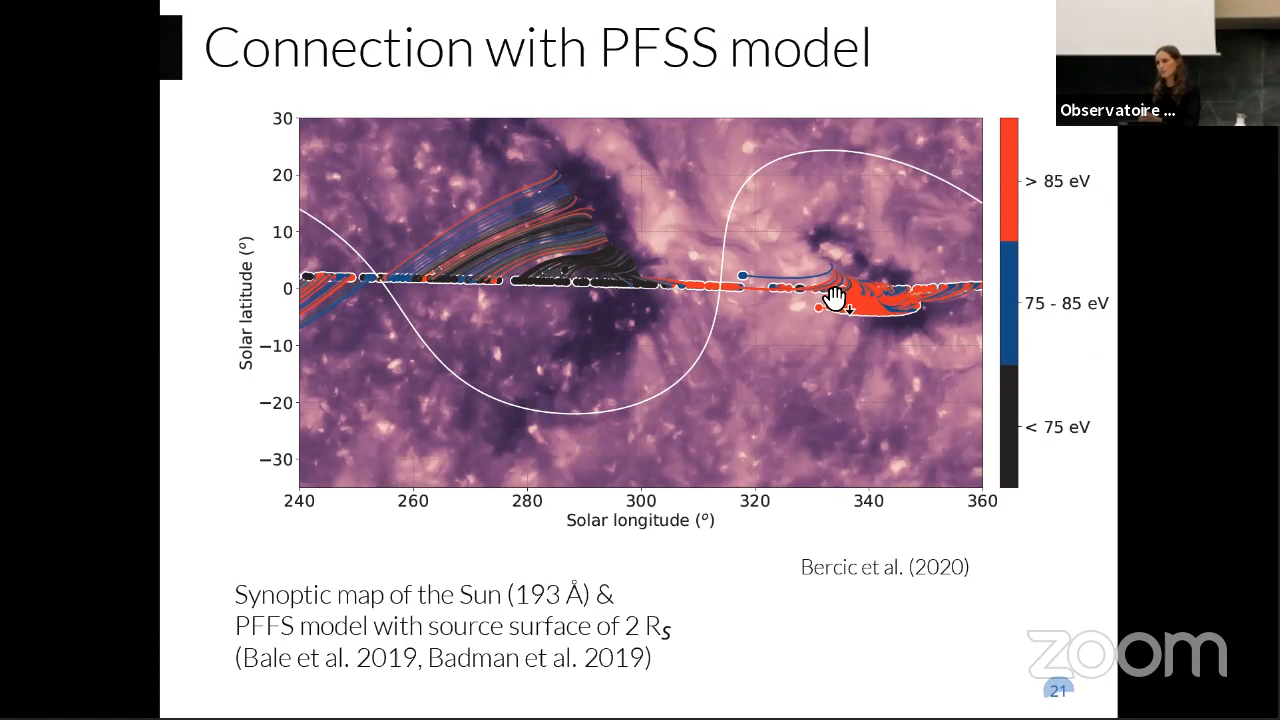 Connection with PFSS model
Observatoire ...
30
20
10
0
−10
−20
−30
Solar latitude (º)
240
260
280
300
320
340
360
Solar longitude (º)
> 85 eV
75 - 85 eV
< 75 eV
Bercic et al. (2020)
Synoptic map of the Sun (193 Å) &
PFFS model with source surface of 2 Rs
(Bale et al. 2019, Badman et al. 2019)
zoom
21